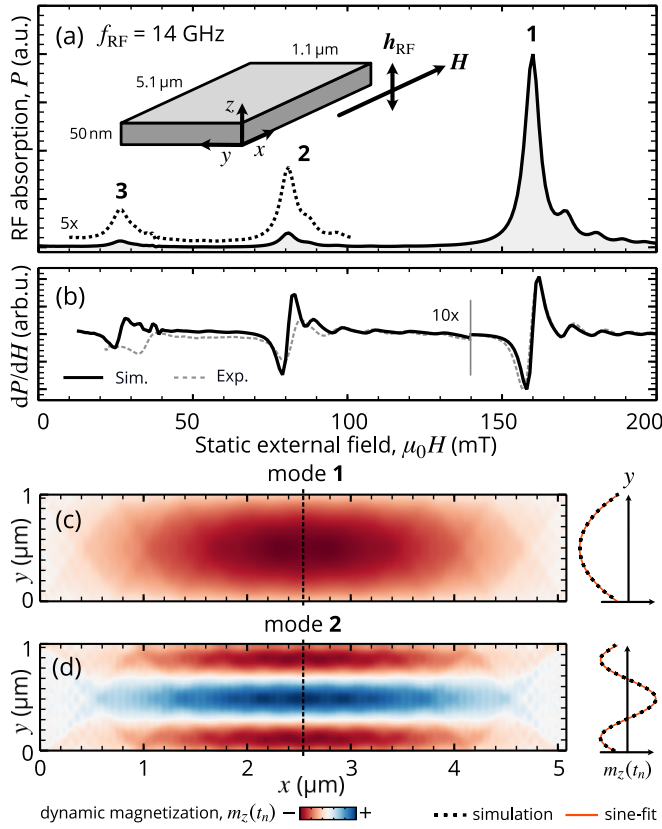 (a) f_RF = 14 GHz
1
1.1 µm
h_RF
H
5.1 µm
50 nm
z
y
x
2
3
5x
RF absorption, P (a.u.)
(b)
10x
Sim. Exp.
dP/dH (arb.u.)
0 50 100 150 200
Static external field, µ₀H (mT)
mode 1
y
(c)
1
0
y (µm)
mode 2
(d)
1
0
y (µm)
0 1 2 3 4 5
x (µm)
m_z(t_n)
dynamic magnetization, m_z(t_n) − +
simulation sine-fit